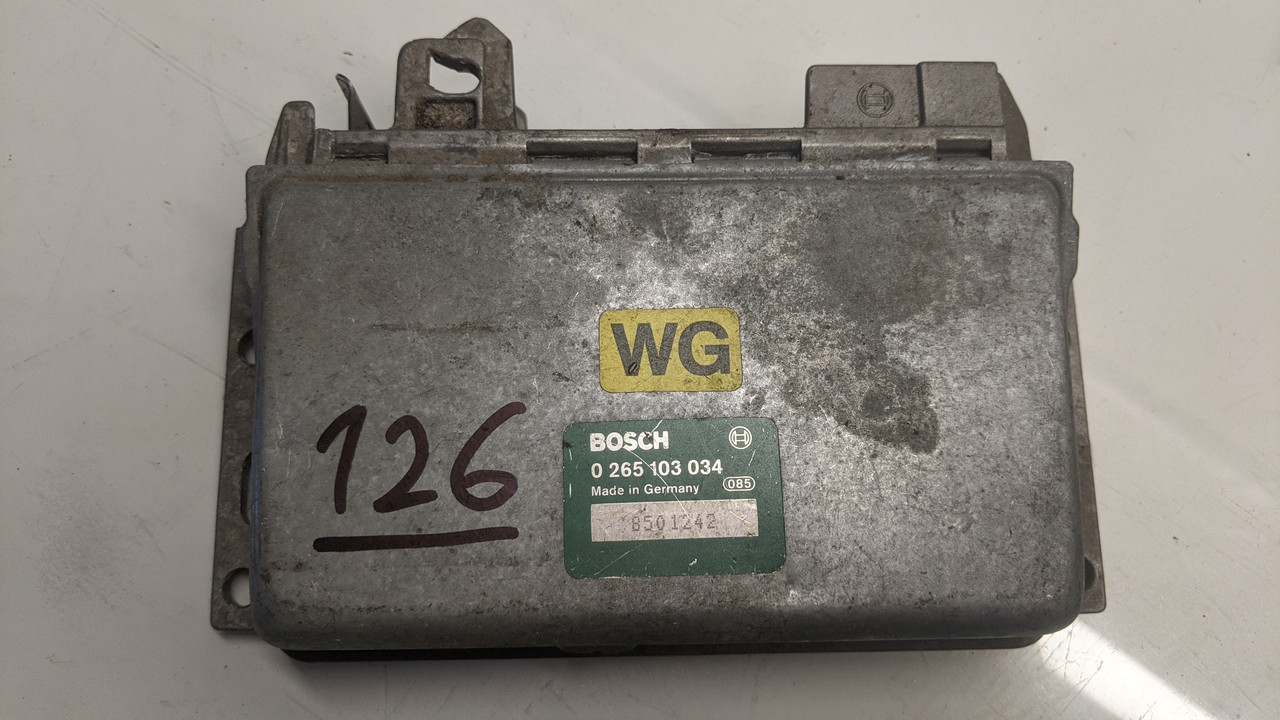 WG
126
BOSCH
0 265 103 034
Made in Germany 085
8501242